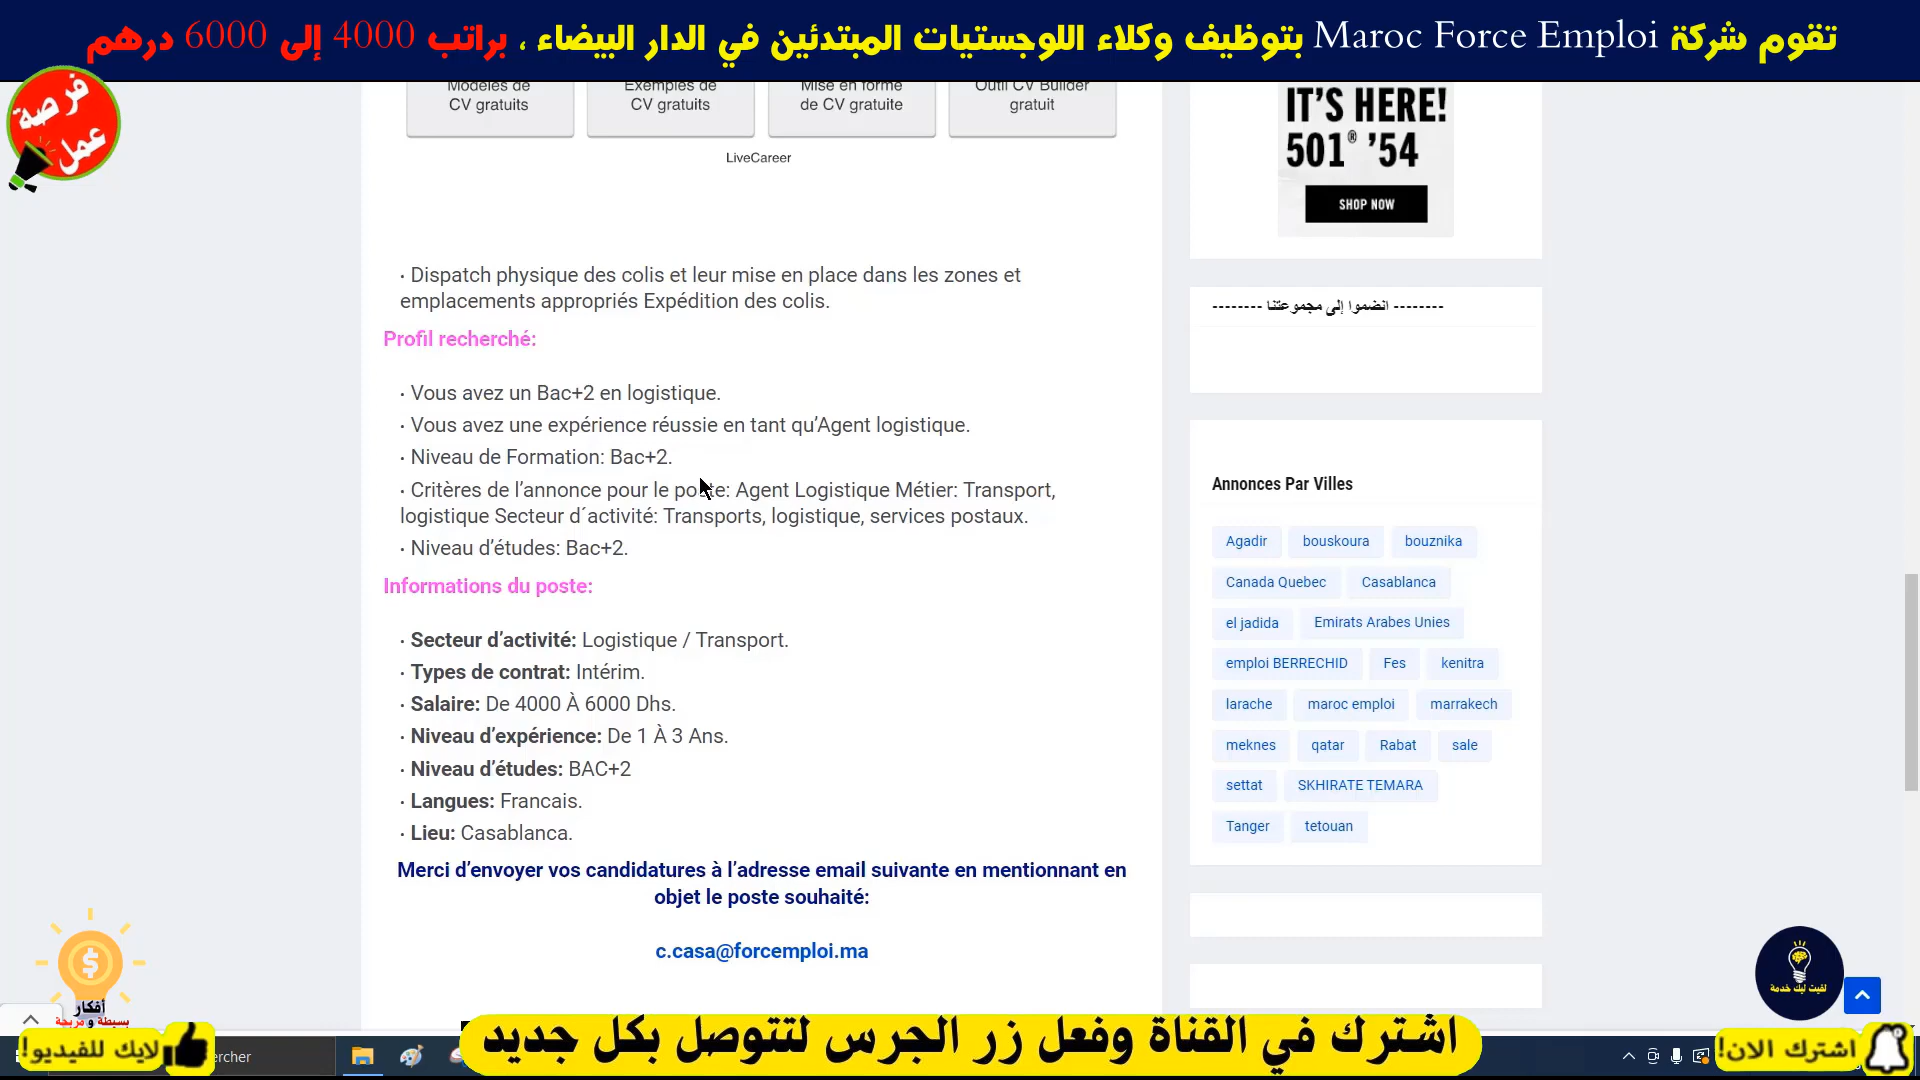 تقوم شركة Maroc Force Emploi بتوظيف وكلاء اللوجستيات المبتدئين في الدار البيضاء ، براتب 4000 إلى 6000 درهم
فرصة
عمل
Modèles de
CV gratuits
Exemples de
CV gratuits
Mise en forme
de CV gratuite
Outil CV Builder
gratuit
LiveCareer
IT'S HERE!
501® '54
SHOP NOW
· Dispatch physique des colis et leur mise en place dans les zones et
emplacements appropriés Expédition des colis.
Profil recherché:
· Vous avez un Bac+2 en logistique.
· Vous avez une expérience réussie en tant qu'Agent logistique.
· Niveau de Formation: Bac+2.
· Critères de l'annonce pour le poste: Agent Logistique Métier: Transport,
logistique Secteur d´activité: Transports, logistique, services postaux.
· Niveau d'études: Bac+2.
Informations du poste:
· Secteur d'activité: Logistique / Transport.
· Types de contrat: Intérim.
· Salaire: De 4000 À 6000 Dhs.
· Niveau d'expérience: De 1 À 3 Ans.
· Niveau d'études: BAC+2
· Langues: Francais.
· Lieu: Casablanca.
Merci d'envoyer vos candidatures à l'adresse email suivante en mentionnant en
objet le poste souhaité:
c.casa@forcemploi.ma
-------- انضموا إلى مجموعتنا --------
Annonces Par Villes
Agadir bouskoura bouznika
Canada Quebec Casablanca
el jadida Emirats Arabes Unies
emploi BERRECHID Fes kenitra
larache maroc emploi marrakech
meknes qatar Rabat sale
settat SKHIRATE TEMARA
Tanger tetouan
$
أفكار
بسيطة و مربحة
لقيت ليك خدمة
لايك للفيديو!
ercher
اشترك في القناة وفعل زر الجرس لتتوصل بكل جديد
اشترك الان!